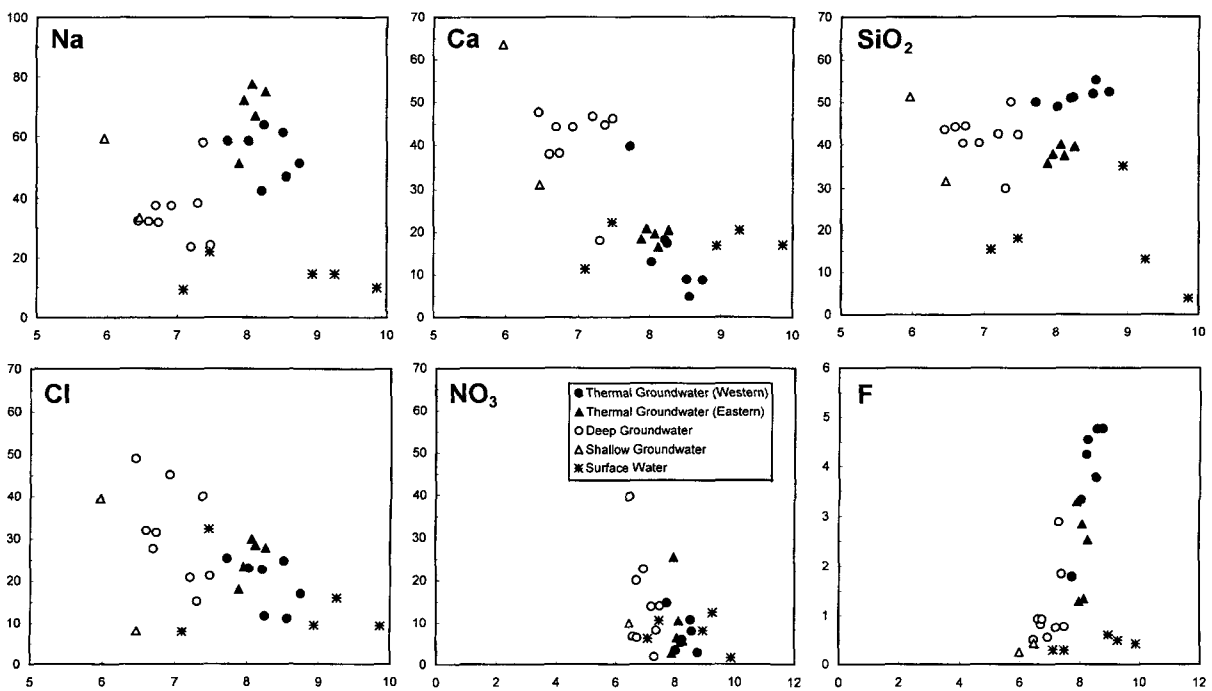 Na
100
80
60
40
20
0
5 6 7 8 9 10
Ca
70
60
50
40
30
20
10
0
5 6 7 8 9 10
SiO₂
70
60
50
40
30
20
10
0
5 6 7 8 9 10
Cl
70
60
50
40
30
20
10
0
5 6 7 8 9 10
NO₃
70
60
50
40
30
20
10
0
0 2 4 6 8 10 12
Thermal Groundwater (Western)
Thermal Groundwater (Eastern)
Deep Groundwater
Shallow Groundwater
Surface Water
F
6
5
4
3
2
1
0
0 2 4 6 8 10 12